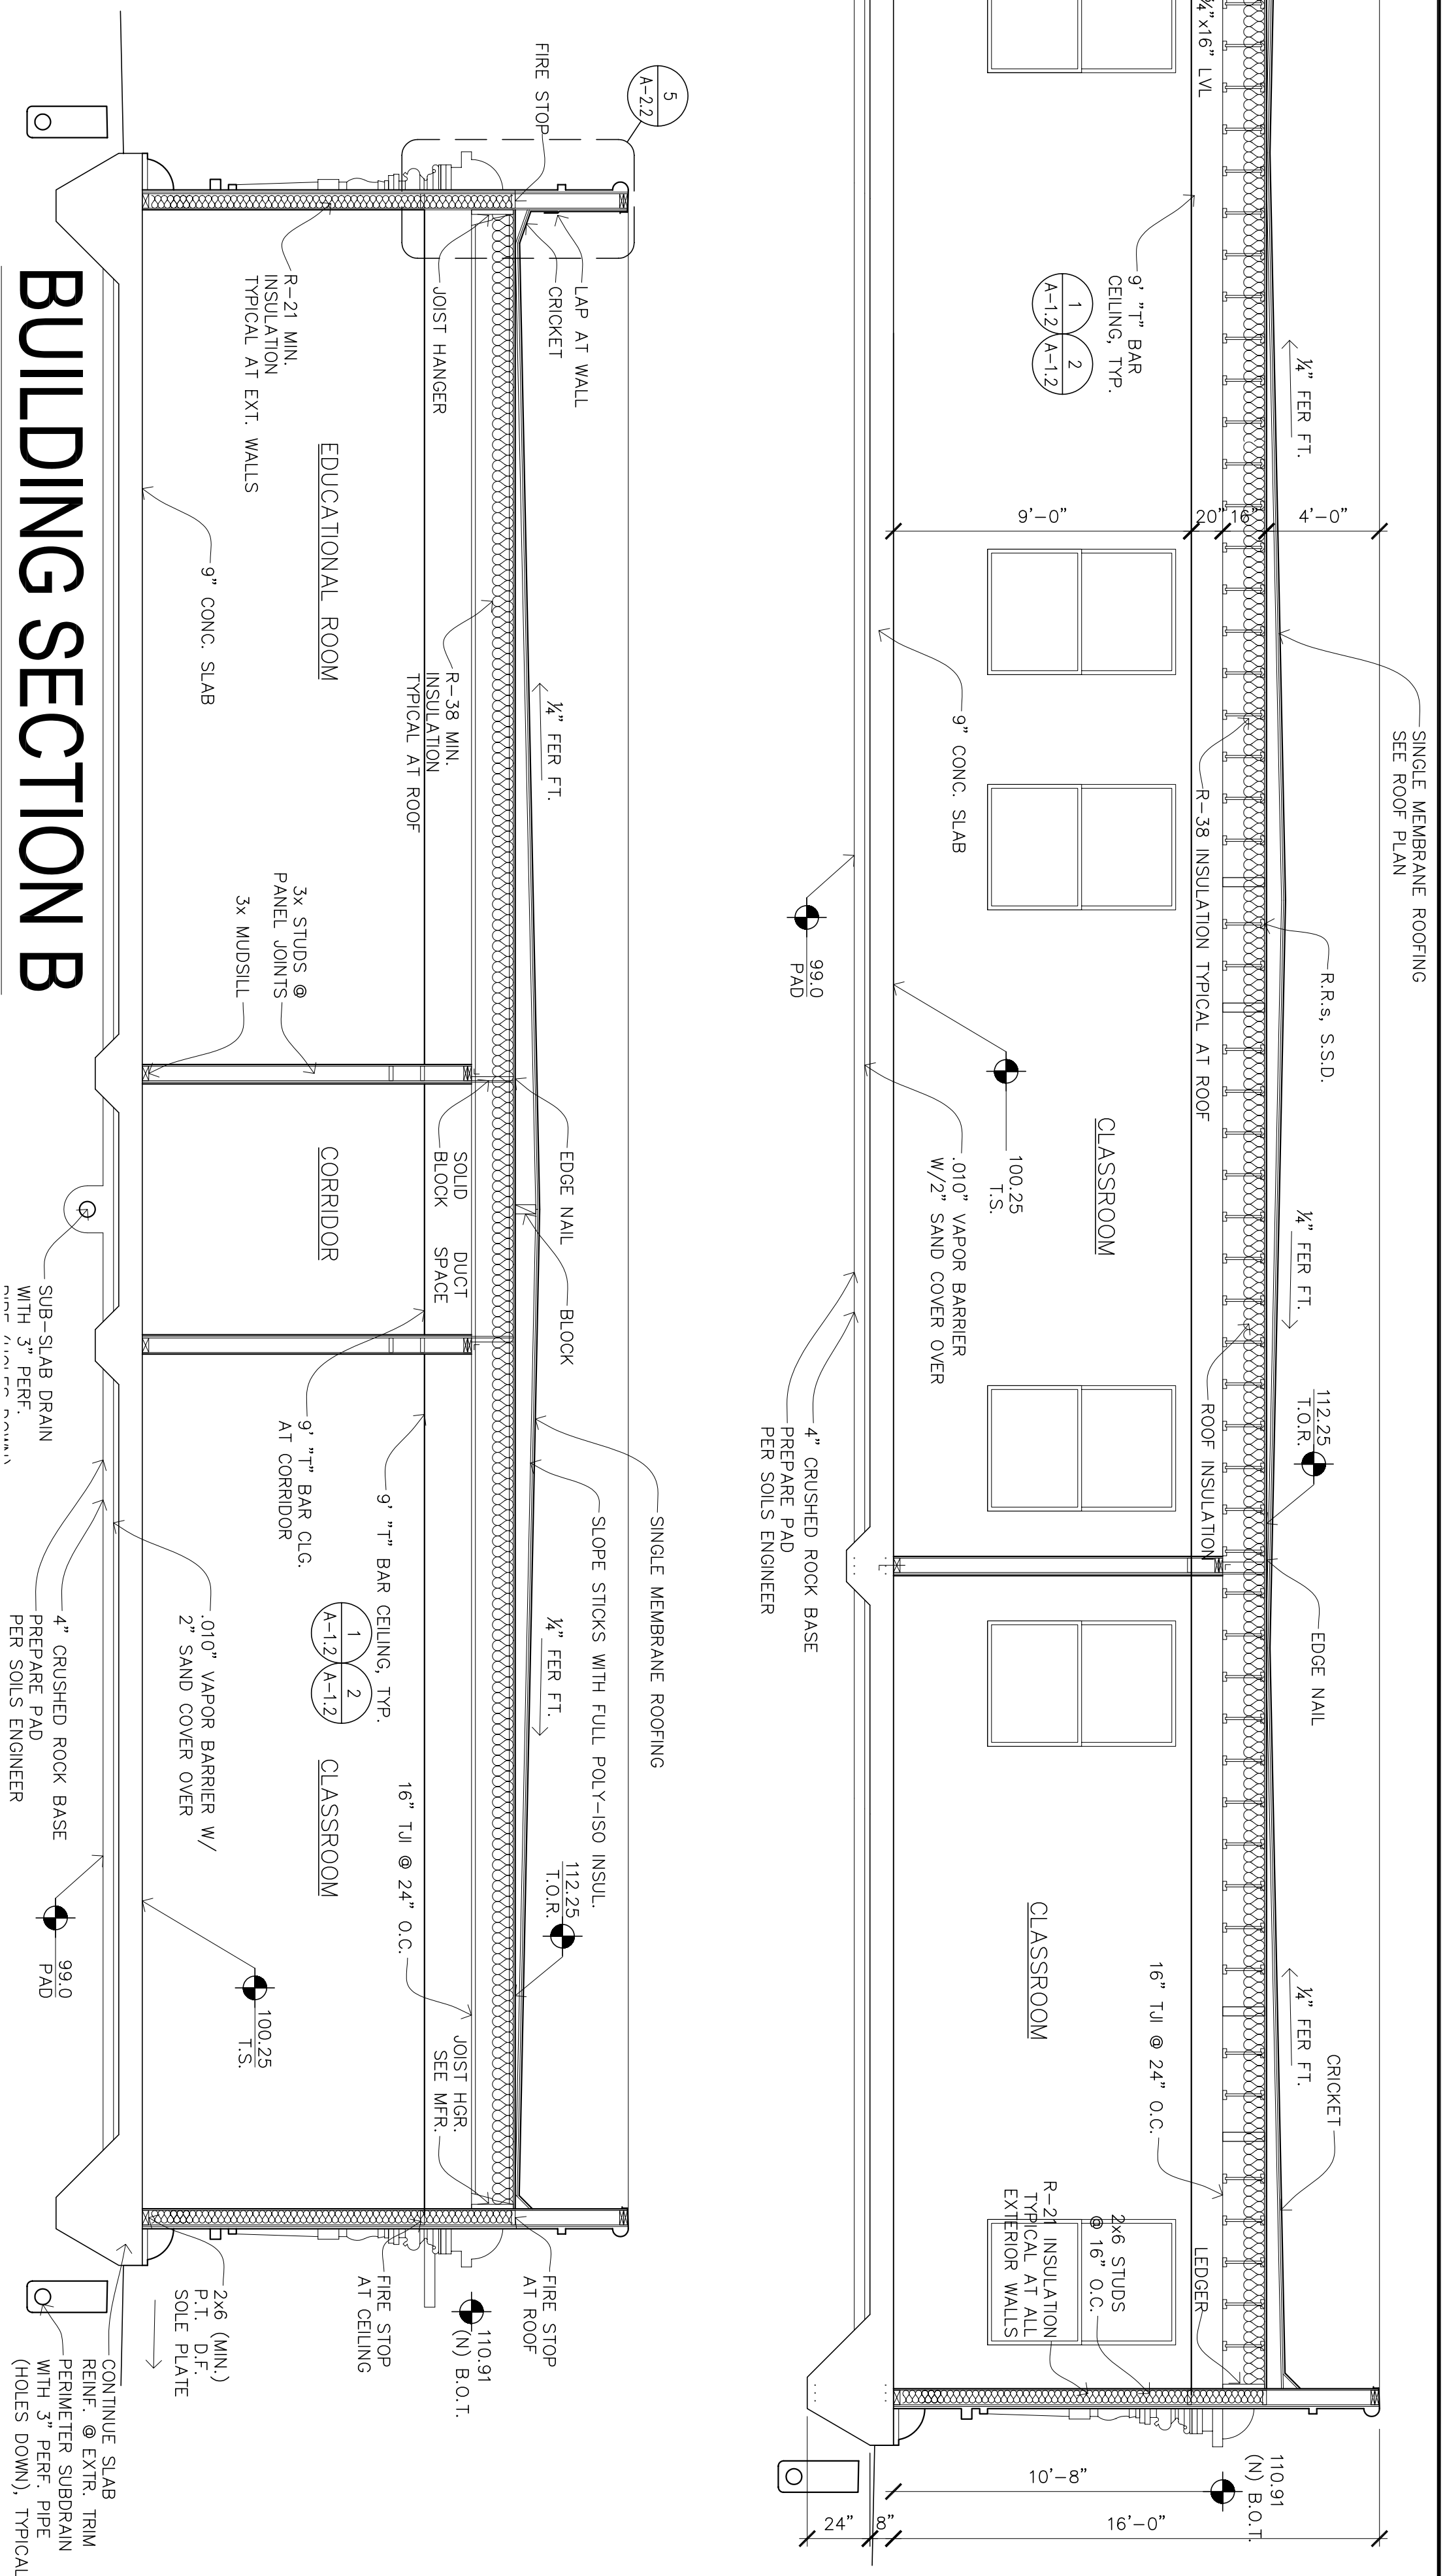 ¾"x16" LVL
9' "T" BAR
CEILING, TYP.
1
A-1.2
2
A-1.2
¼" FER FT.
9'-0"
20"
16"
4'-0"
SINGLE MEMBRANE ROOFING
SEE ROOF PLAN
9" CONC. SLAB
R-38 INSULATION TYPICAL AT ROOF
R.R.s, S.S.D.
99.0
PAD
100.25
T.S.
CLASSROOM
.010" VAPOR BARRIER
W/2" SAND COVER OVER
¼" FER FT.
112.25
T.O.R.
ROOF INSULATION
4" CRUSHED ROCK BASE
PREPARE PAD
PER SOILS ENGINEER
EDGE NAIL
CLASSROOM
16" TJI @ 24" O.C.
¼" FER FT.
CRICKET
2x6 STUDS
@ 16" O.C.
R-21 INSULATION
TYPICAL AT ALL
EXTERIOR WALLS
LEDGER
110.91
(N) B.O.T.
10'-8"
24"
8"
16'-0"
5
A-2.2
FIRE STOP
LAP AT WALL
CRICKET
JOIST HANGER
R-21 MIN.
INSULATION
TYPICAL AT EXT. WALLS
EDUCATIONAL ROOM
9" CONC. SLAB
R-38 MIN.
INSULATION
TYPICAL AT ROOF
¼" FER FT.
3x STUDS @
PANEL JOINTS
3x MUDSILL
EDGE NAIL
BLOCK
SOLID
BLOCK
DUCT
SPACE
CORRIDOR
SUB-SLAB DRAIN
WITH 3" PERF.
PIPE (HOLES DOWN)
SINGLE MEMBRANE ROOFING
SLOPE STICKS WITH FULL POLY-ISO INSUL.
9' "T" BAR CEILING, TYP.
9' "T" BAR CLG.
AT CORRIDOR
1
A-1.2
2
A-1.2
¼" FER FT.
CLASSROOM
16" TJI @ 24" O.C.
112.25
T.O.R.
.010" VAPOR BARRIER W/
2" SAND COVER OVER
4" CRUSHED ROCK BASE
PREPARE PAD
PER SOILS ENGINEER
99.0
PAD
100.25
T.S.
JOIST HGR.
SEE MFR.
FIRE STOP
AT ROOF
110.91
(N) B.O.T.
FIRE STOP
AT CEILING
2x6 (MIN.)
P.T. D.F.
SOLE PLATE
CONTINUE SLAB
REINF. @ EXTR. TRIM
PERIMETER SUBDRAIN
WITH 3" PERF. PIPE
(HOLES DOWN), TYPICAL
BUILDING SECTION B